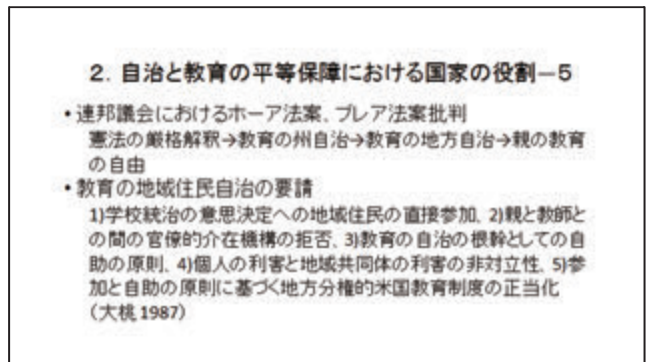 2．自治と教育の平等保障における国家の役割－5
・連邦議会におけるホーア法案、ブレア法案批判
憲法の厳格解釈→教育の州自治→教育の地方自治→親の教育
の自由
・教育の地域住民自治の要請
1)学校統治の意思決定への地域住民の直接参加、2)親と教師と
の間の官僚的介在機構の拒否、3)教育の自治の根幹としての自
助の原則、4)個人の利害と地域共同体の利害の非対立性、5)参
加と自助の原則に基づく地方分権的米国教育制度の正当化
（大桃 1987）